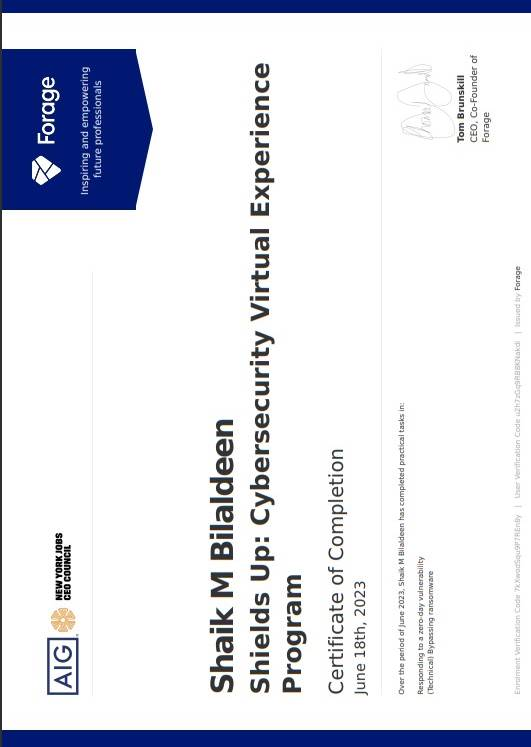 AIG
NEW YORK JOBS
CEO COUNCIL
Forage
Inspiring and empowering
future professionals
Shaik M Bilaldeen
Shields Up: Cybersecurity Virtual Experience
Program
Certificate of Completion
June 18th, 2023
Over the period of June 2023, Shaik M Bilaldeen has completed practical tasks in:
Responding to a zero-day vulnerability
(Technical) Bypassing ransomware
Tom Brunskill
CEO, Co-Founder of
Forage
Enrolment Verification Code | User Verification Code | Issued by Forage